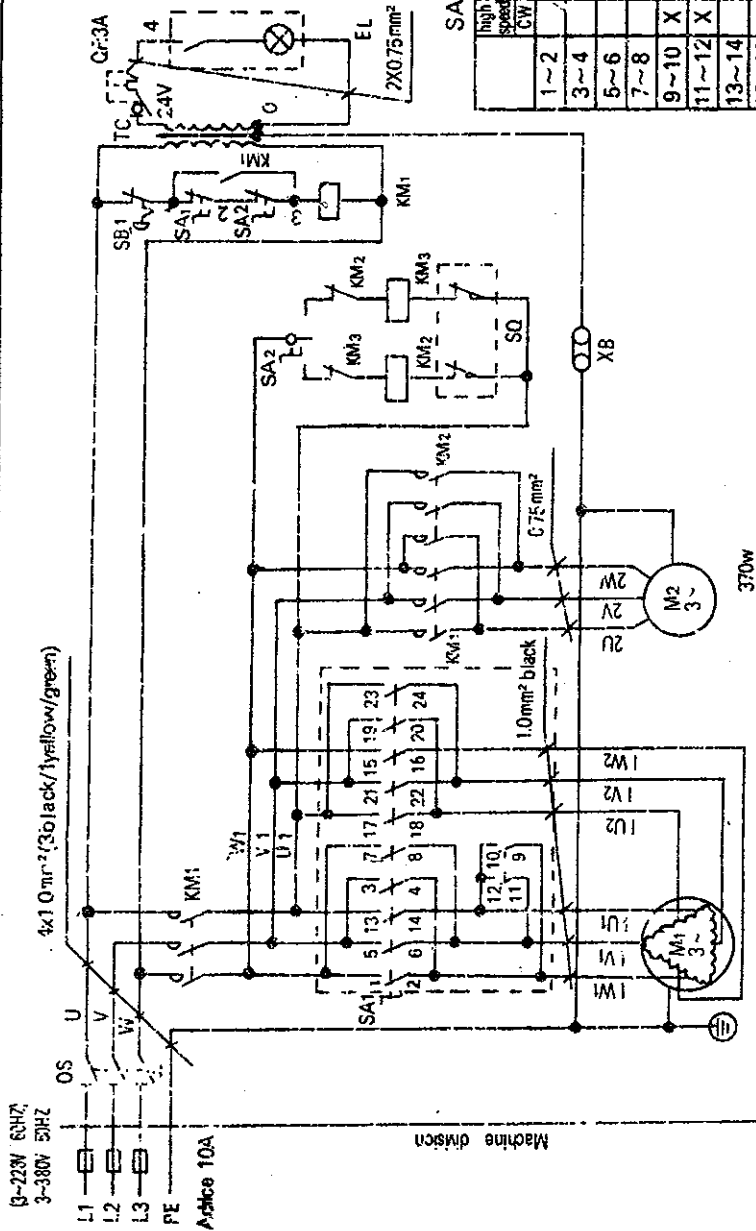 (3~220V 60HZ)
3~380V 50HZ
L1
L2
L3
PE
Advice 10A
OS
U
V
W
4x1.0mm²(3black/1yellow/green)
KM1
W1
V1
U1
SA1
1
2
5
6
13
14
3
4
7
8
12
10
11
9
17
18
21
22
15
16
19
20
23
24
1.0mm² black
1W1
1V1
1U1
1U2
1V2
1W2
M1
3~
KM1
KM2
0.75mm²
2U
2V
2W
M2
3~
370w
XB
SA2
KM3
KM2
KM2
KM3
SQ
SB1
SA1
2
SA2
3
KM1
KM1
TC
24V
0
4
EL
2X0.75mm²
Machine division
SA
high
speed
CW
1~2
3~4
5~6
7~8
9~10 X
11~12 X
13~14